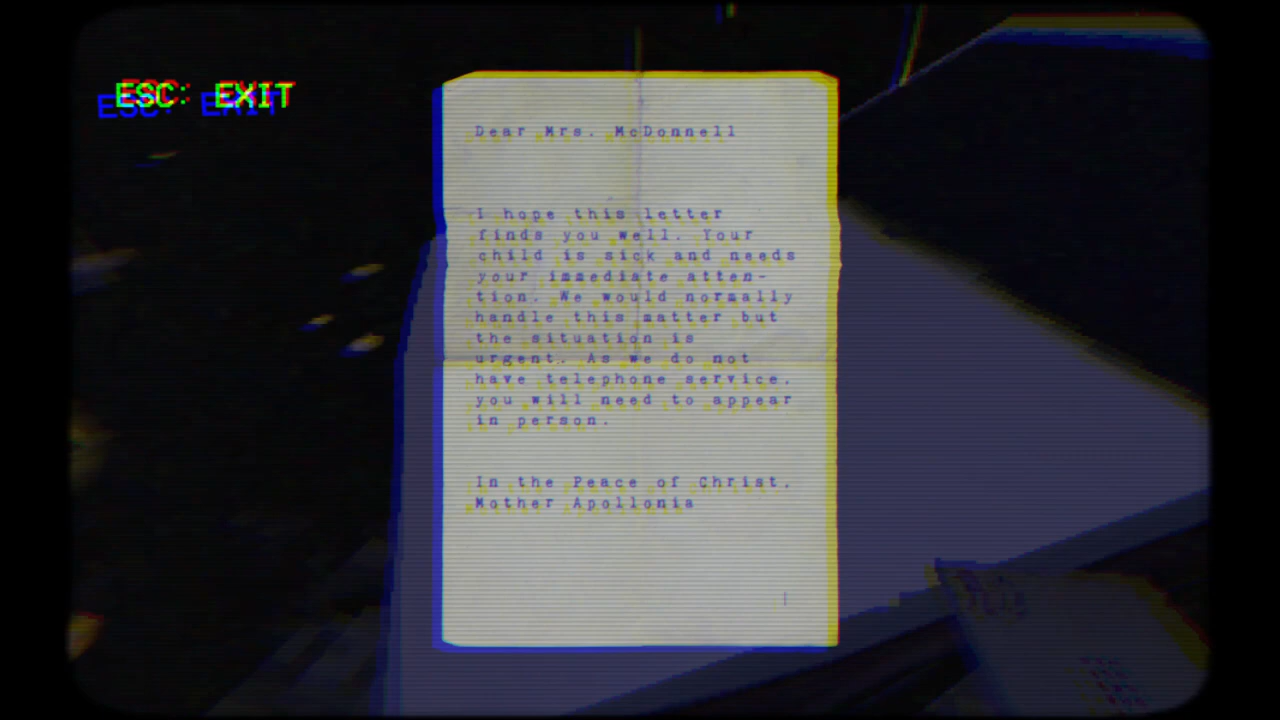 ESC: EXIT
Dear Mrs. McDonnell
I hope this letter
finds you well. Your
child is sick and needs
your immediate atten-
tion. We would normally
handle this matter but
the situation is
urgent. As we do not
have telephone service,
you will need to appear
in person.
In the Peace of Christ,
Mother Apollonia